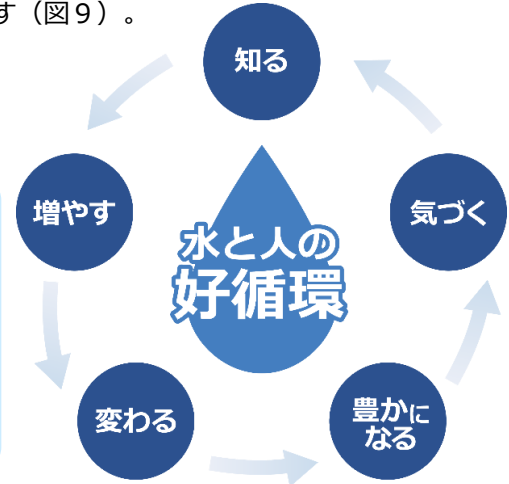 す（図９）。
知る
増やす
気づく
水と人の
好循環
変わる
豊かに
なる